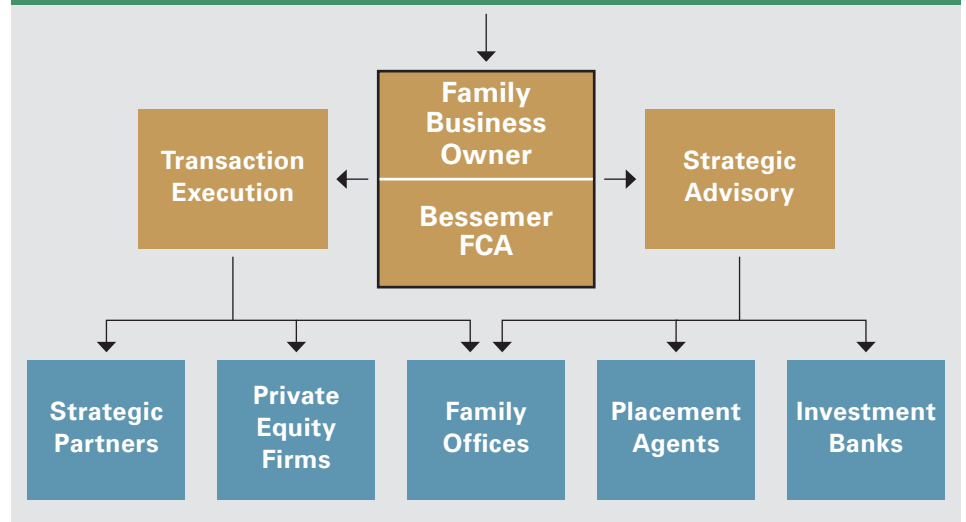 Family
Business
Owner
Bessemer
FCA
Transaction
Execution
Strategic
Advisory
Strategic
Partners
Private
Equity
Firms
Family
Offices
Placement
Agents
Investment
Banks